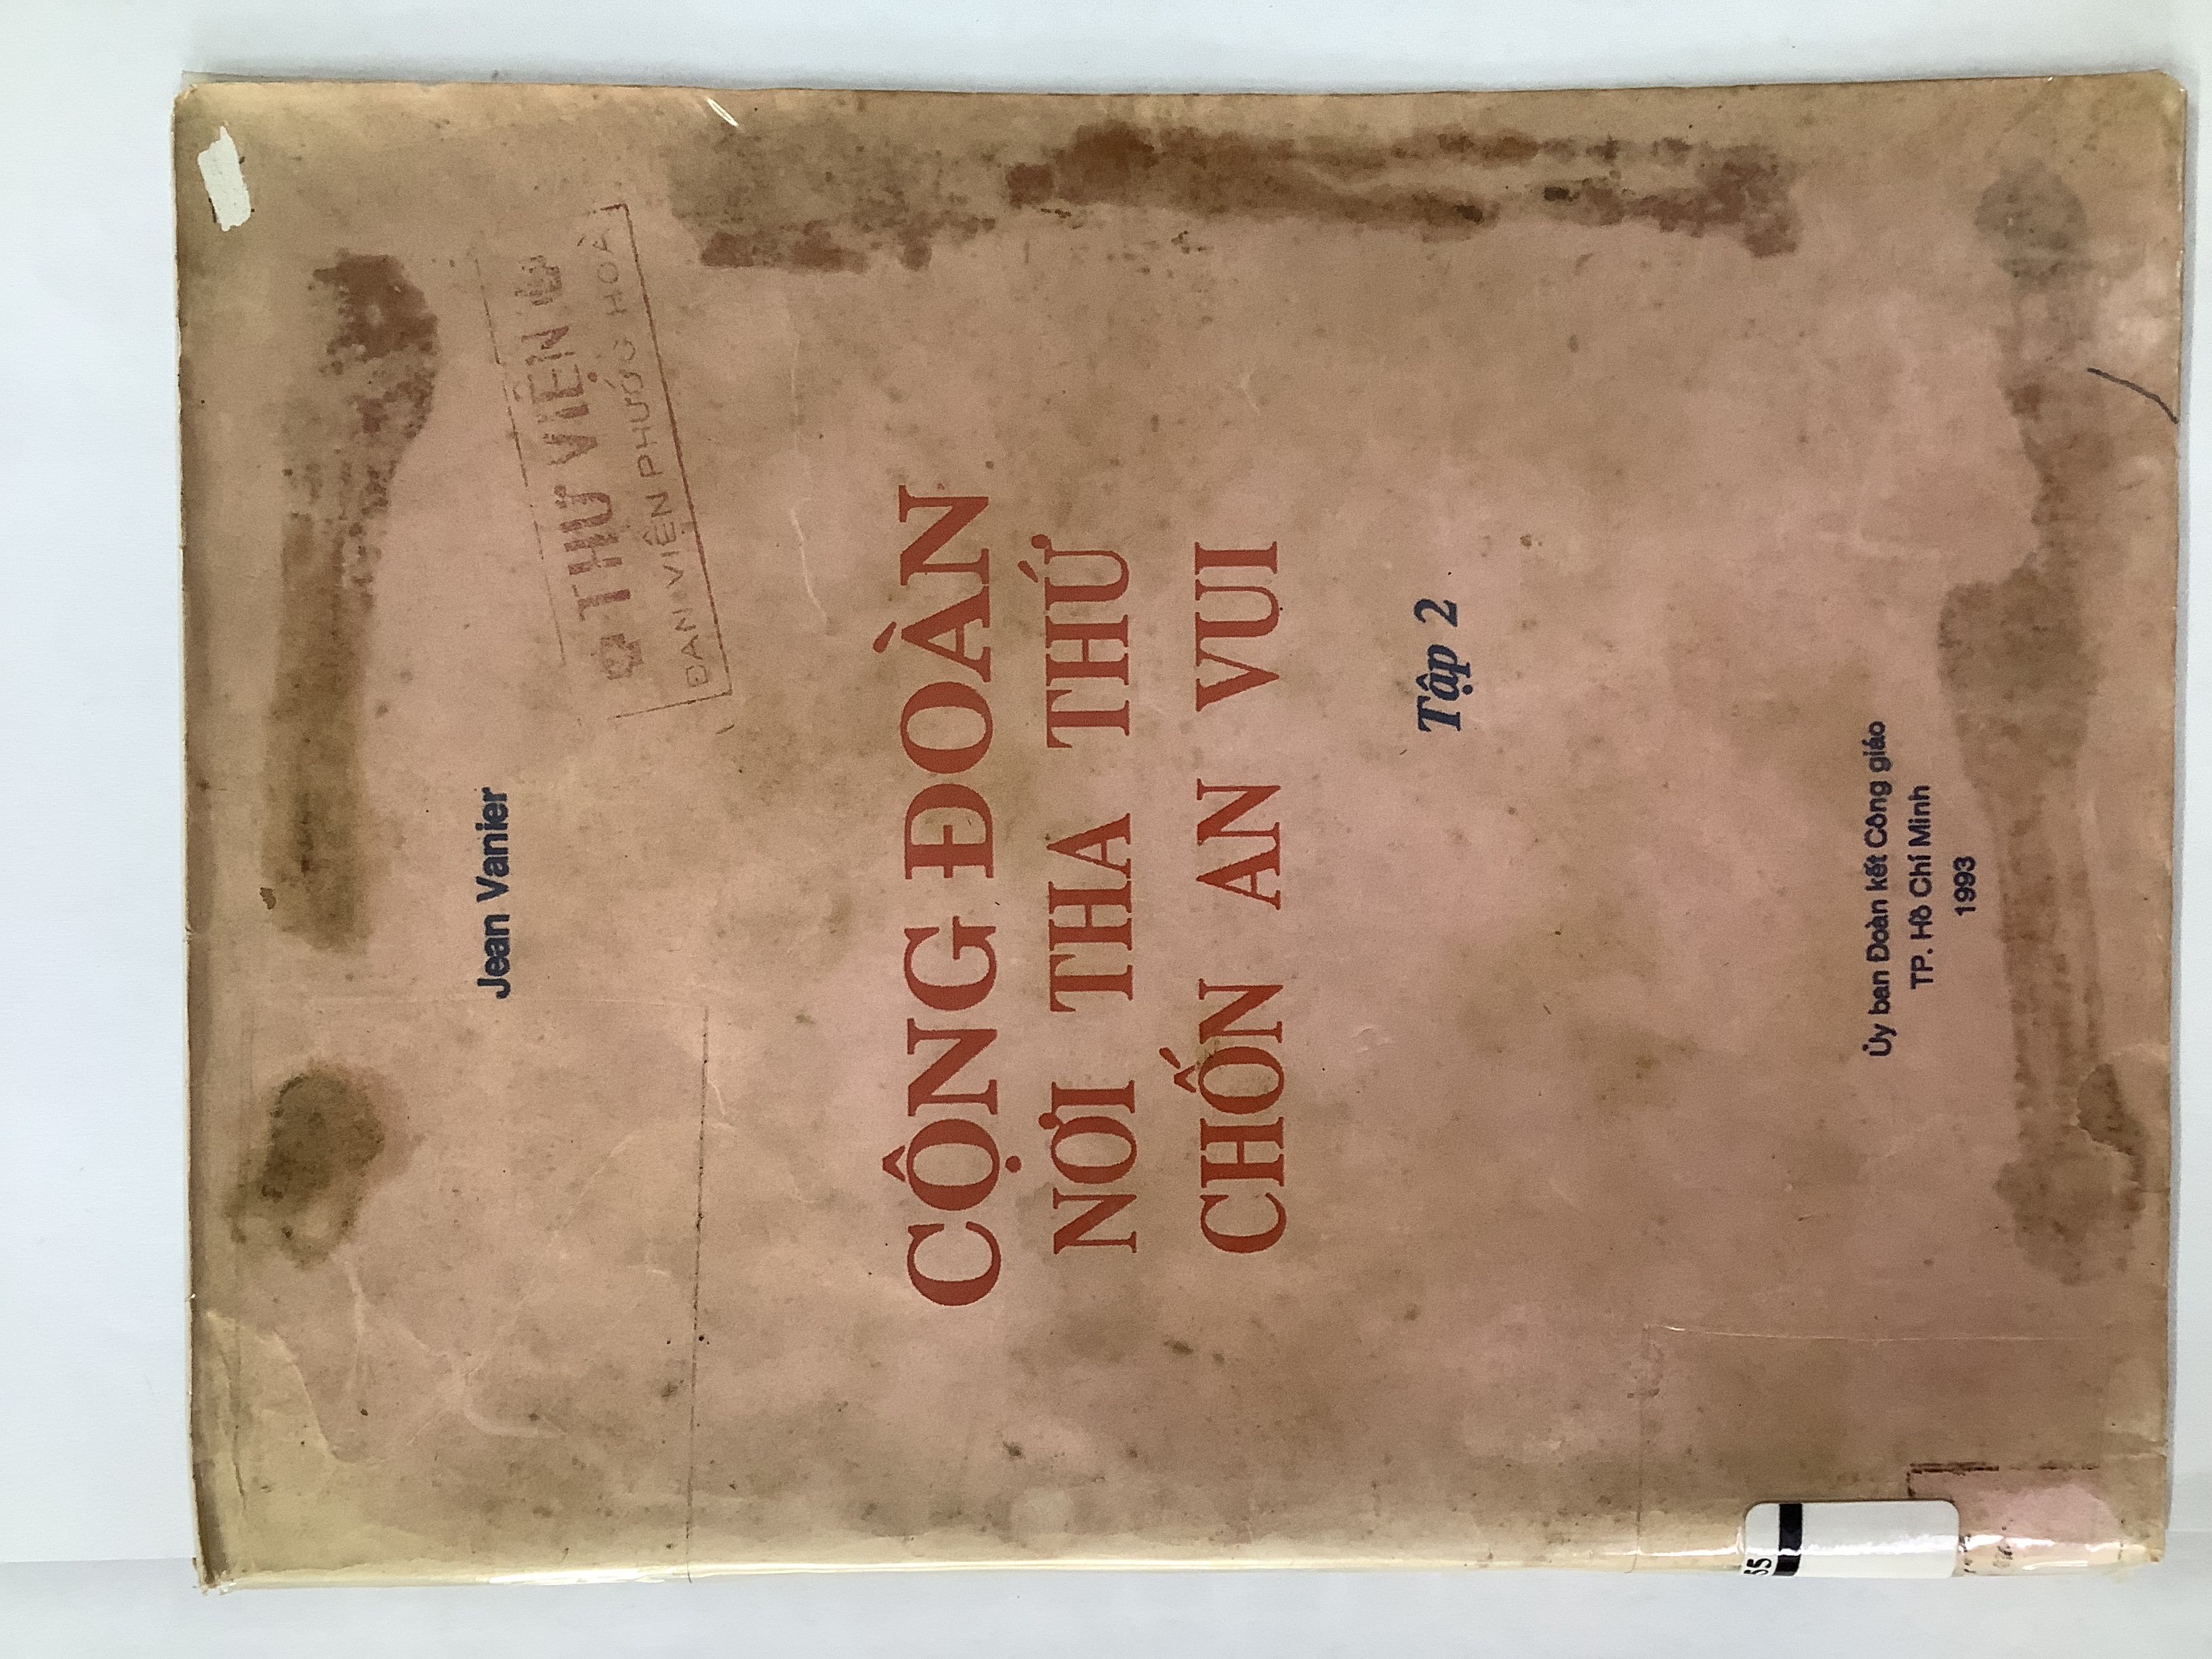 Jean Vanier
THƯ VIỆN
ĐAN VIỆN PHƯỚC HOÀ
CỘNG ĐOÀN
NƠI THA THỨ
CHỐN AN VUI
Tập 2
Ủy ban Đoàn kết Công giáo
TP. Hồ Chí Minh
1993
55